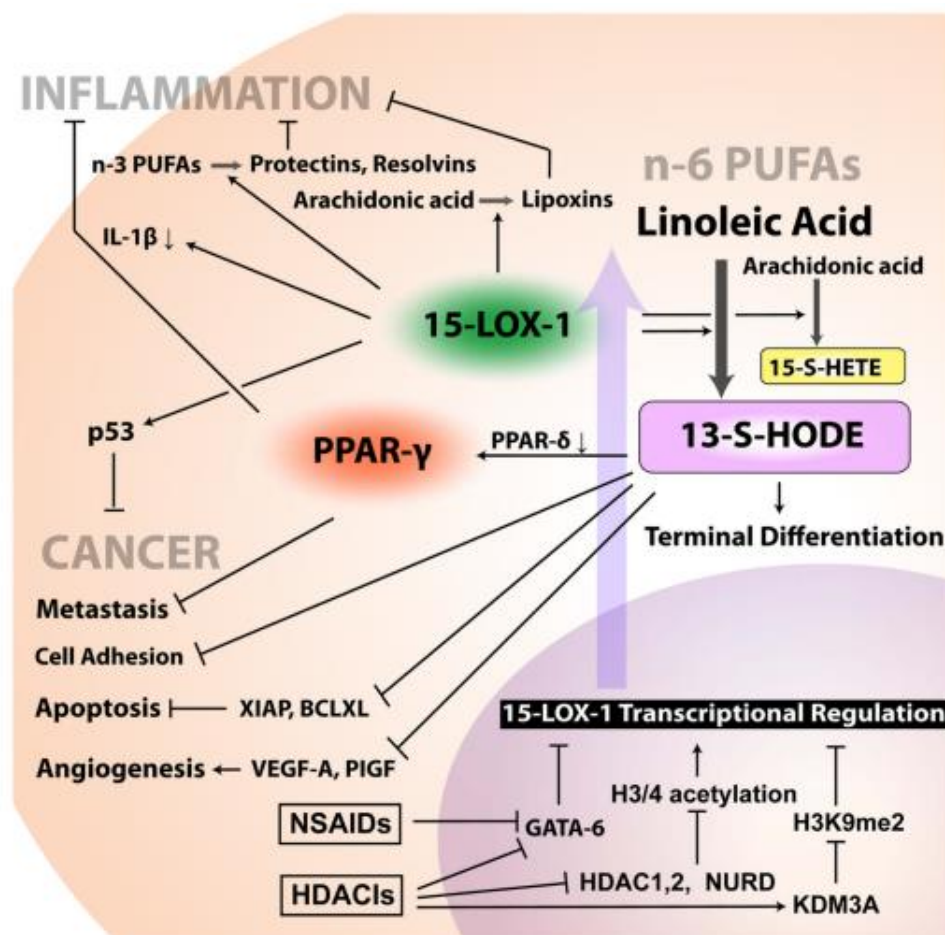 INFLAMMATION
n-3 PUFAs
Protectins, Resolvins
n-6 PUFAs
Arachidonic acid
Lipoxins
Linoleic Acid
IL-1β ↓
Arachidonic acid
15-LOX-1
15-S-HETE
p53
PPAR-γ
PPAR-δ ↓
13-S-HODE
CANCER
Terminal Differentiation
Metastasis
Cell Adhesion
Apoptosis
XIAP, BCLXL
15-LOX-1 Transcriptional Regulation
Angiogenesis
VEGF-A, PIGF
H3/4 acetylation
NSAIDs
GATA-6
H3K9me2
HDACIs
HDAC1,2, NURD
KDM3A